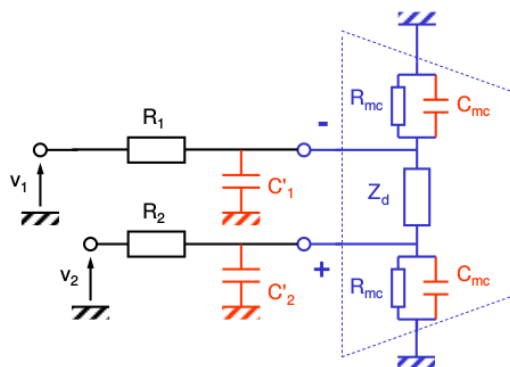 R₁
v₁
C'₁
-
R₂
v₂
C'₂
+
Rmc
Cmc
Zd
Rmc
Cmc